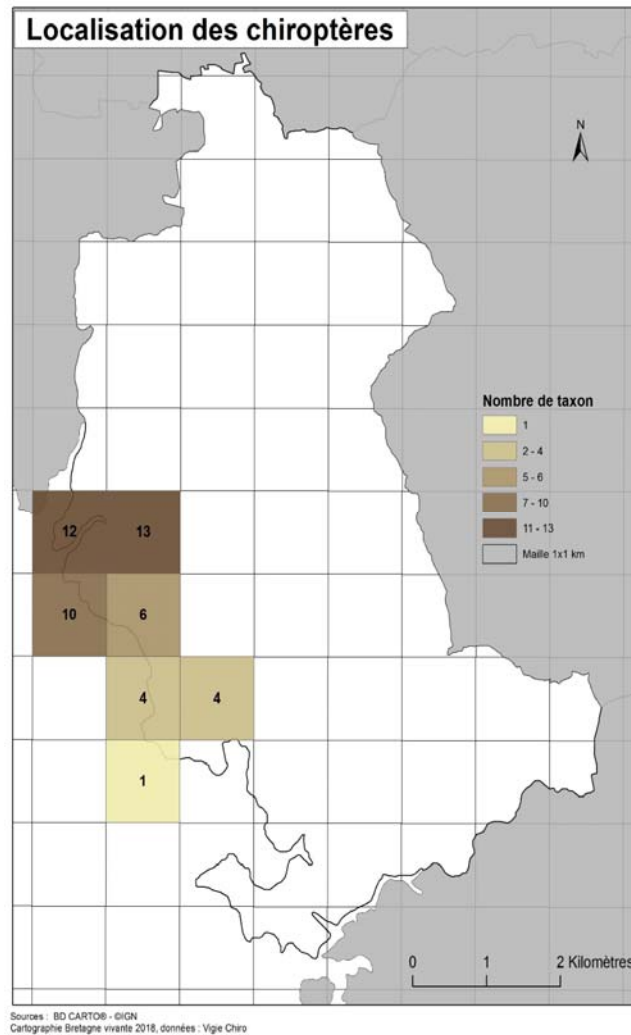 Localisation des chiroptères
N
Nombre de taxon
1
2 - 4
5 - 6
7 - 10
11 - 13
Maille 1x1 km
12 13
10 6
4 4
1
0 1 2 Kilomètres
Sources : BD CARTO® - ©IGN
Cartographie Bretagne vivante 2018, données : Vigie Chiro